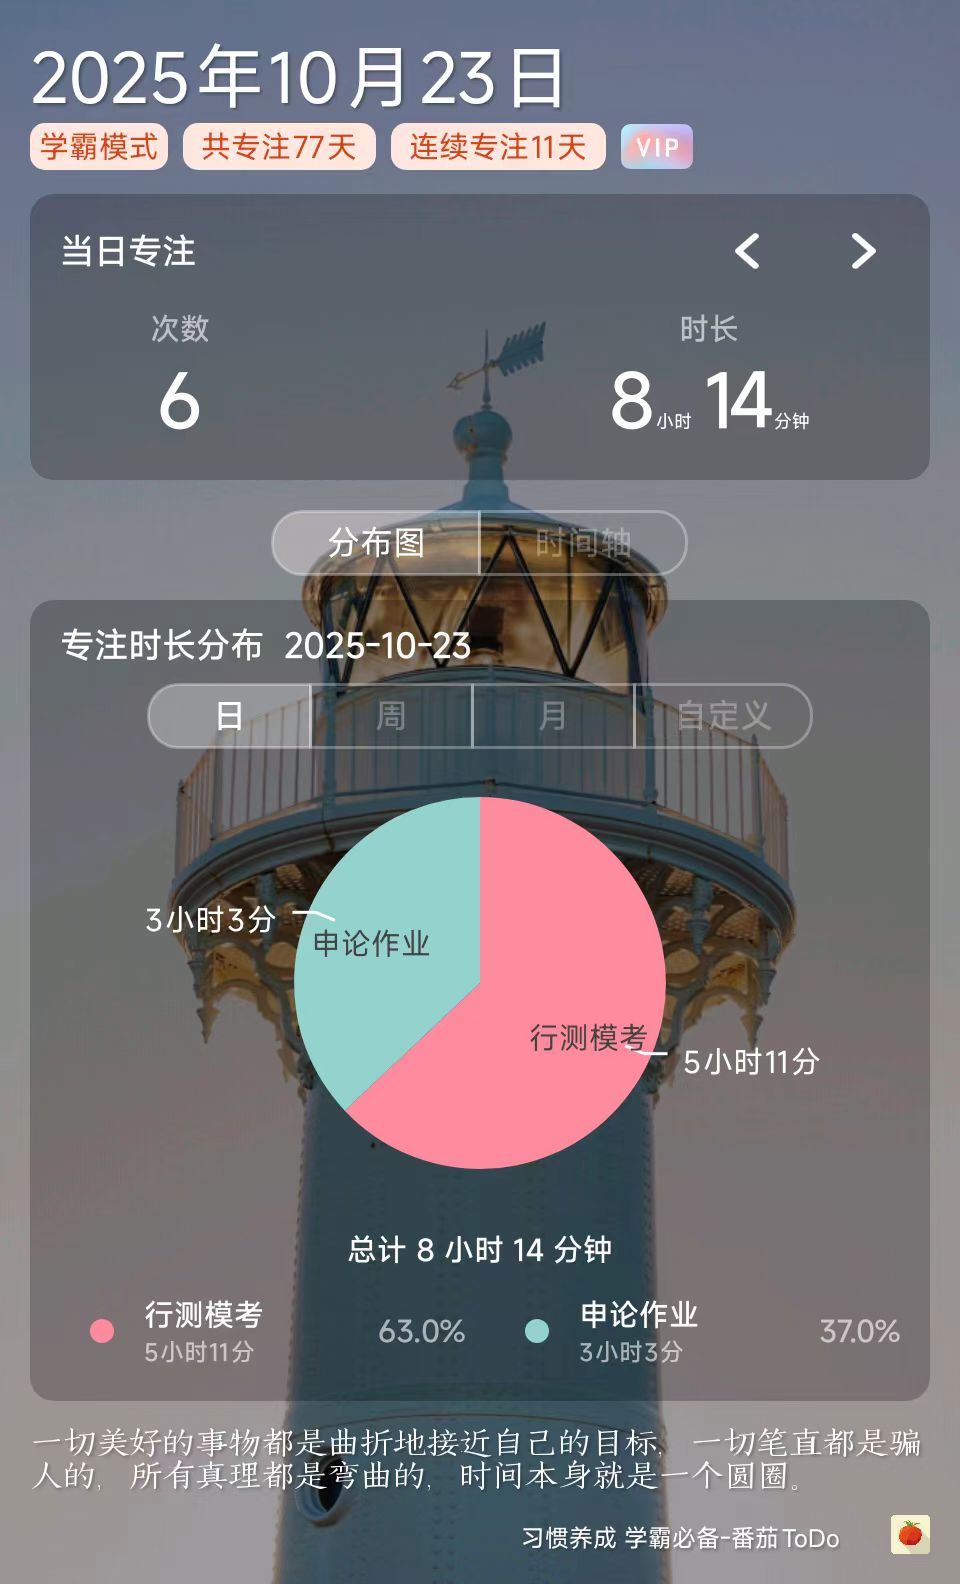 2025年10月23日
学霸模式 共专注77天 连续专注11天 VIP
当日专注
次数 时长
6 8小时 14分钟
分布图 时间轴
专注时长分布 2025-10-23
日 周 月 自定义
3小时3分
申论作业
行测模考
5小时11分
总计 8 小时 14 分钟
行测模考 63.0% 申论作业 37.0%
5小时11分 3小时3分
一切美好的事物都是曲折地接近自己的目标，一切笔直都是骗
人的，所有真理都是弯曲的，时间本身就是一个圆圈。
习惯养成 学霸必备-番茄ToDo